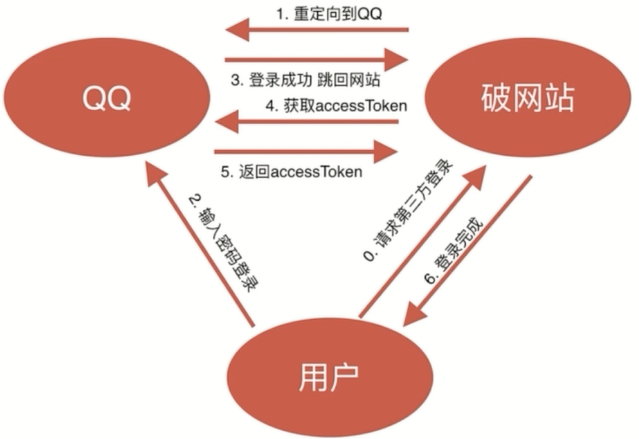 1. 重定向到QQ
QQ
破网站
3. 登录成功 跳回网站
4. 获取accessToken
5. 返回accessToken
2. 输入密码登录
0. 请求第三方登录
6. 登录完成
用户